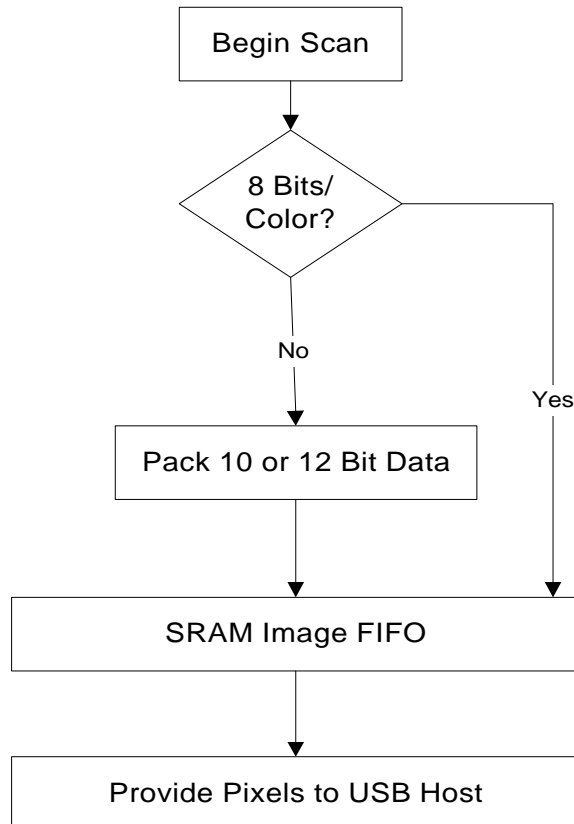 Begin Scan
8 Bits/
Color?
No
Yes
Pack 10 or 12 Bit Data
SRAM Image FIFO
Provide Pixels to USB Host